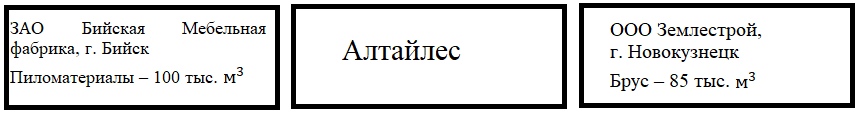 ЗАО Бийская Мебельная
фабрика, г. Бийск
Пиломатериалы – 100 тыс. м³
Алтайлес
ООО Землестрой,
г. Новокузнецк
Брус – 85 тыс. м³